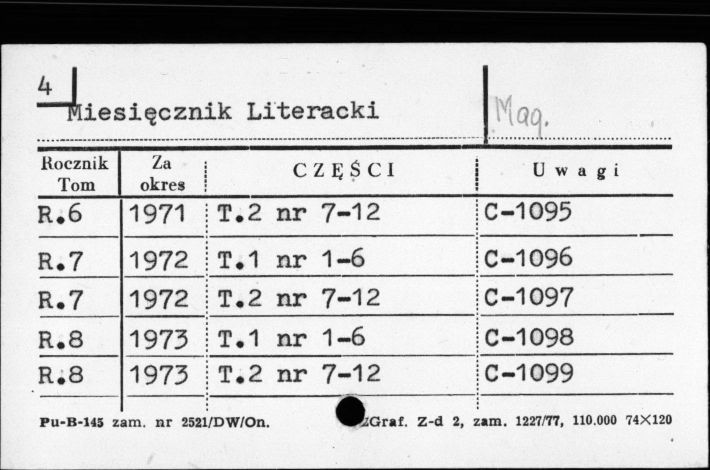 4
Miesięcznik Literacki
Mag.
Rocznik Tom Za okres CZĘŚCI Uwagi
R.6 1971 T.2 nr 7-12 C-1095
R.7 1972 T.1 nr 1-6 C-1096
R.7 1972 T.2 nr 7-12 C-1097
R.8 1973 T.1 nr 1-6 C-1098
R.8 1973 T.2 nr 7-12 C-1099
Pu-B-145 zam. nr 2521/DW/On. ZGraf. Z-d 2, zam. 1227/77, 110.000 74×120